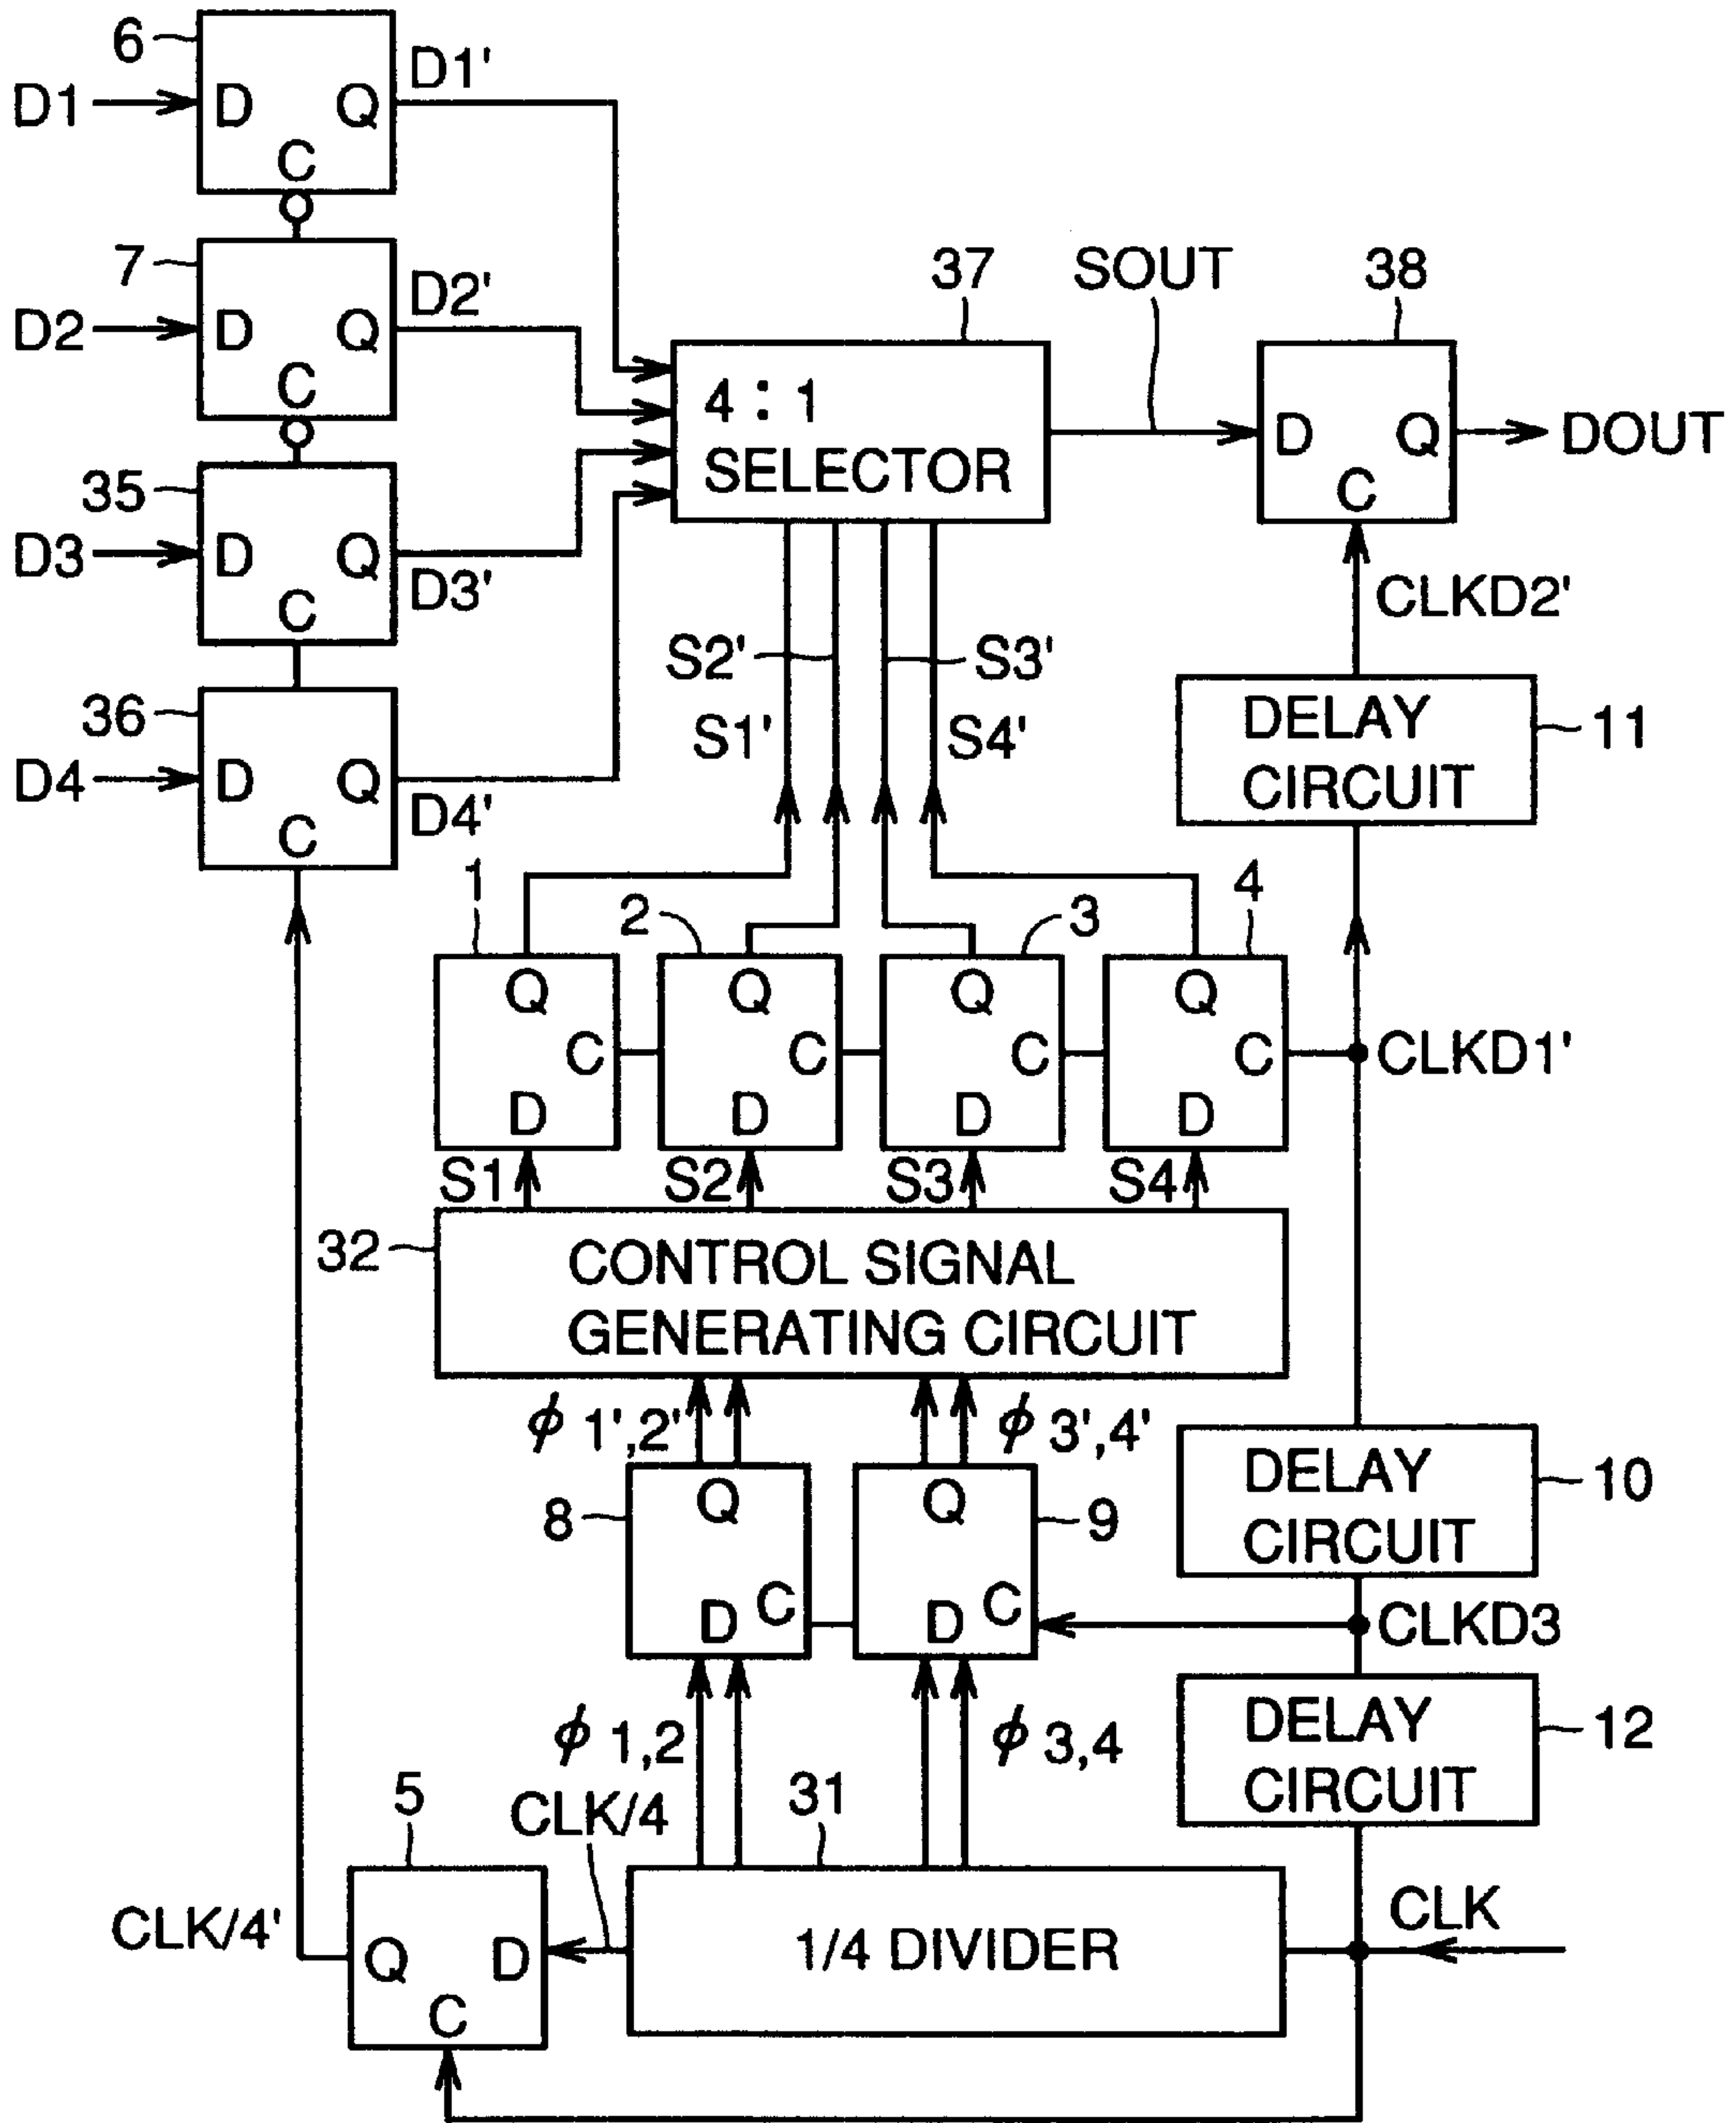 6
D1'
D1
D
Q
C
7
D2'
D2
D
Q
C
35
D3
D
Q
D3'
C
36
D4
D
Q
D4'
C
37
SOUT
38
4 : 1
SELECTOR
D
Q
DOUT
C
CLKD2'
S2'
S3'
S1'
S4'
DELAY
CIRCUIT
11
1
2
3
4
Q
C
D
Q
C
D
Q
C
D
Q
C
D
CLKD1'
S1
S2
S3
S4
32
CONTROL SIGNAL
GENERATING CIRCUIT
ϕ 1',2'
ϕ 3',4'
DELAY
CIRCUIT
10
8
Q
C
D
Q
C
D
9
CLKD3
ϕ 1,2
ϕ 3,4
DELAY
CIRCUIT
12
5
CLK/4
31
CLK/4'
Q
D
C
1/4 DIVIDER
CLK